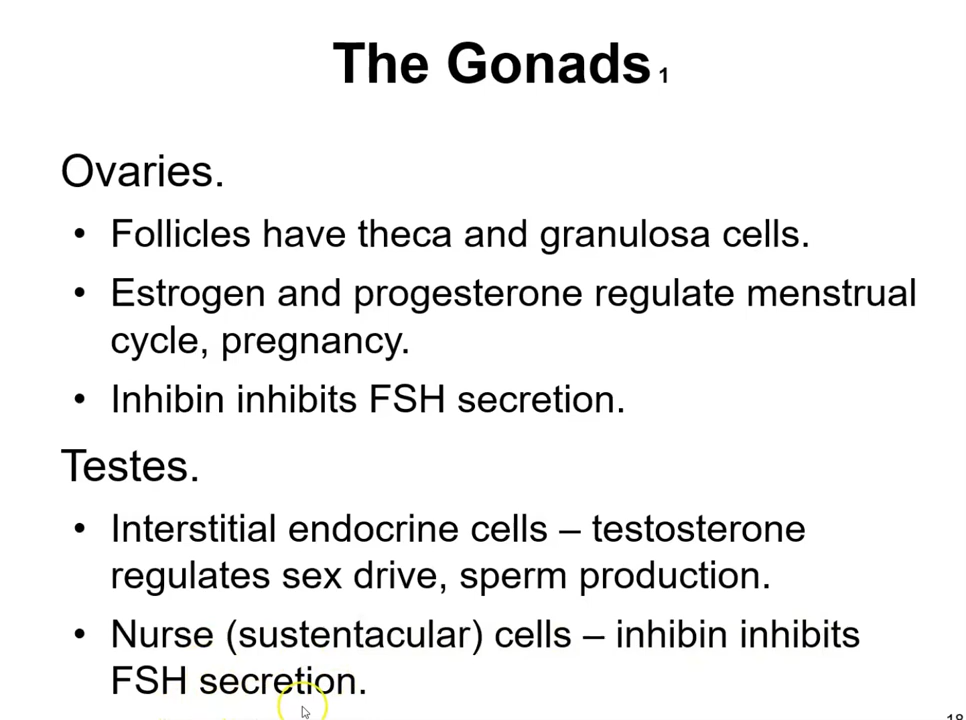 The Gonads 1
Ovaries.
• Follicles have theca and granulosa cells.
• Estrogen and progesterone regulate menstrual
cycle, pregnancy.
• Inhibin inhibits FSH secretion.
Testes.
• Interstitial endocrine cells – testosterone
regulates sex drive, sperm production.
• Nurse (sustentacular) cells – inhibin inhibits
FSH secretion.